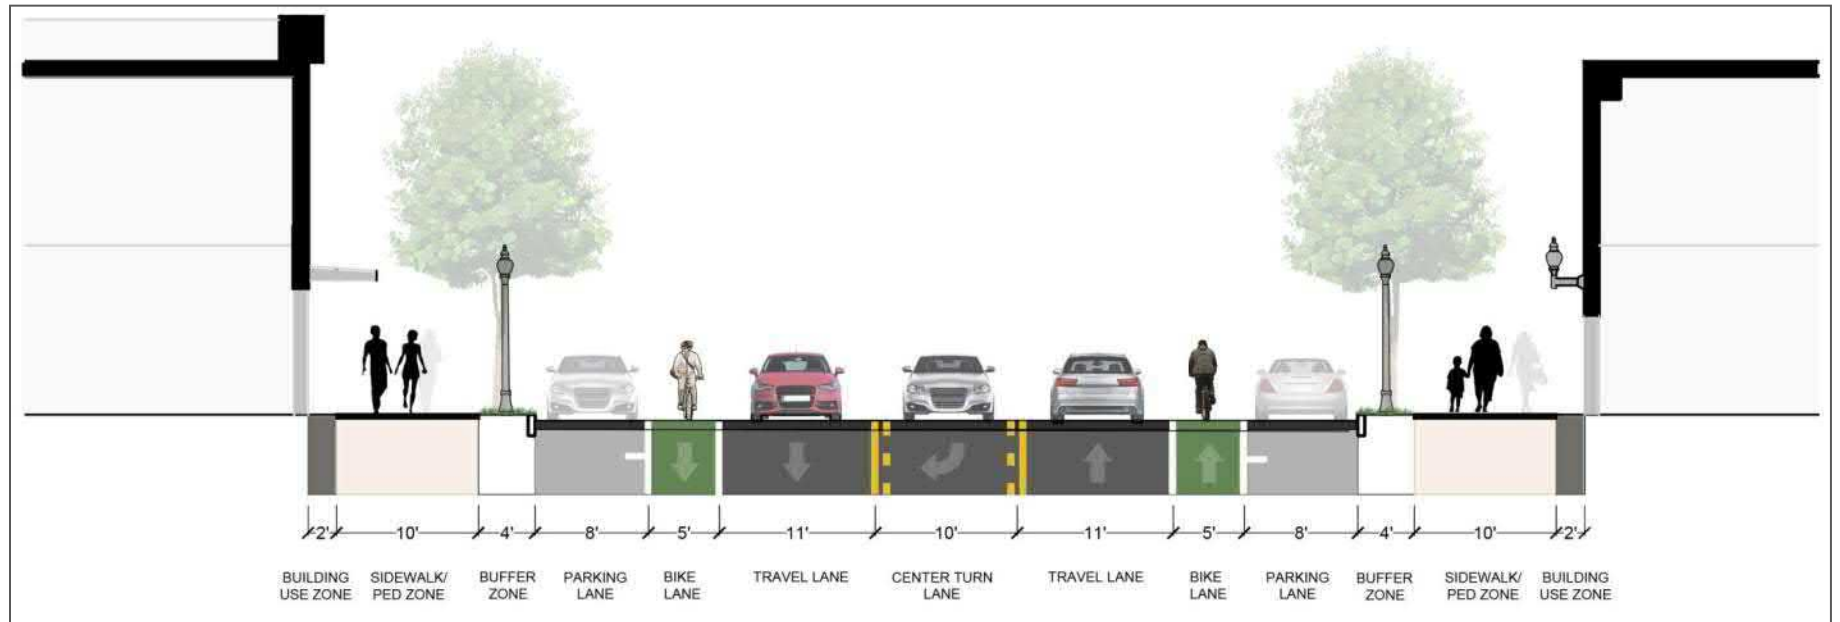 2' 10' 4' 8' 5' 11' 10' 11' 5' 8' 4' 10' 2'
BUILDING SIDEWALK/ BUFFER PARKING BIKE TRAVEL LANE CENTER TURN TRAVEL LANE BIKE PARKING BUFFER SIDEWALK/ BUILDING
USE ZONE PED ZONE ZONE LANE LANE LANE LANE LANE ZONE PED ZONE USE ZONE